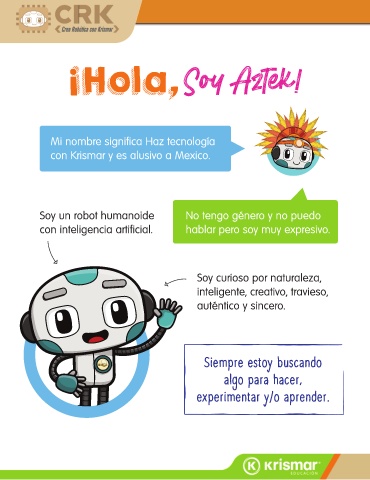 CRK
Crea Robótica con Krismar
¡Hola, Soy Aztek!
Mi nombre significa Haz tecnología
con Krismar y es alusivo a Mexico.
No tengo género y no puedo
hablar pero soy muy expresivo.
Soy un robot humanoide
con inteligencia artificial.
Soy curioso por naturaleza,
inteligente, creativo, travieso,
auténtico y sincero.
Siempre estoy buscando
algo para hacer,
experimentar y/o aprender.
K krismar
EDUCACIÓN